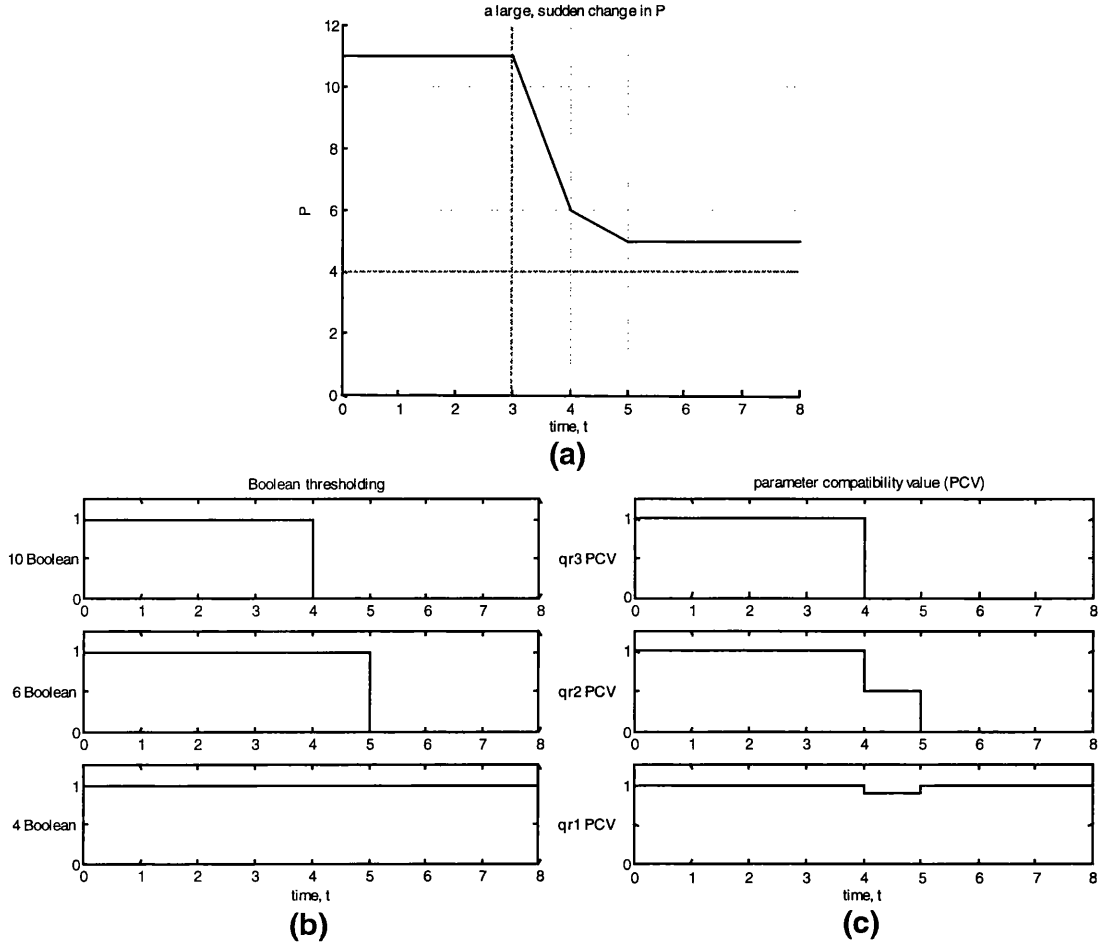 a large, sudden change in P
12
10
8
6
4
2
0
P
0 1 2 3 4 5 6 7 8
time, t
(a)
Boolean thresholding
1
10 Boolean
0
0 1 2 3 4 5 6 7 8
1
6 Boolean
0
0 1 2 3 4 5 6 7 8
1
4 Boolean
0
0 1 2 3 4 5 6 7 8
time, t
(b)
parameter compatibility value (PCV)
1
qr3 PCV
0
0 1 2 3 4 5 6 7 8
1
qr2 PCV
0
0 1 2 3 4 5 6 7 8
1
qr1 PCV
0
0 1 2 3 4 5 6 7 8
time, t
(c)